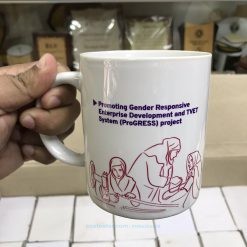 Promoting Gender Responsive
Enterprise Development and TVET
System (ProGRESS) project